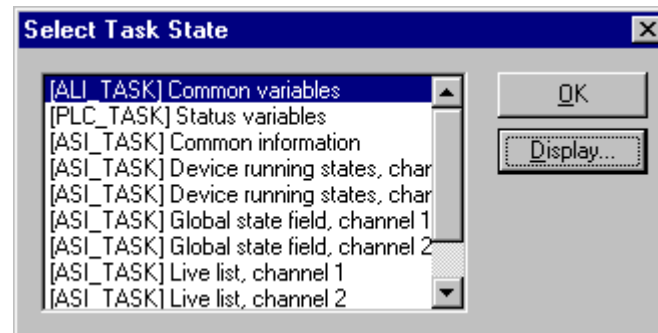 Select Task State
[ALI_TASK] Common variables
[PLC_TASK] Status variables
[ASI_TASK] Common information
[ASI_TASK] Device running states, char
[ASI_TASK] Device running states, char
[ASI_TASK] Global state field, channel 1
[ASI_TASK] Global state field, channel 2
[ASI_TASK] Live list, channel 1
[ASI_TASK] Live list, channel 2
OK
Display...